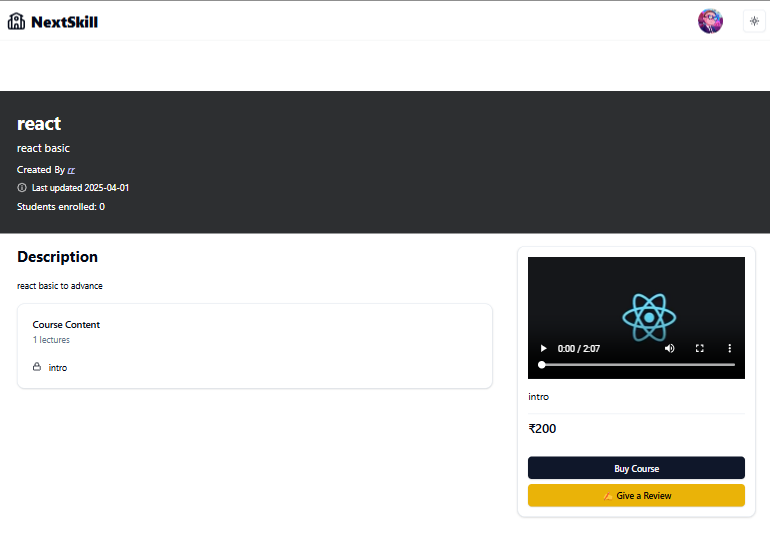 NextSkill
react
react basic
Created By rr
Last updated 2025-04-01
Students enrolled: 0
Description
react basic to advance
Course Content
1 lectures
intro
0:00 / 2:07
intro
₹200
Buy Course
Give a Review